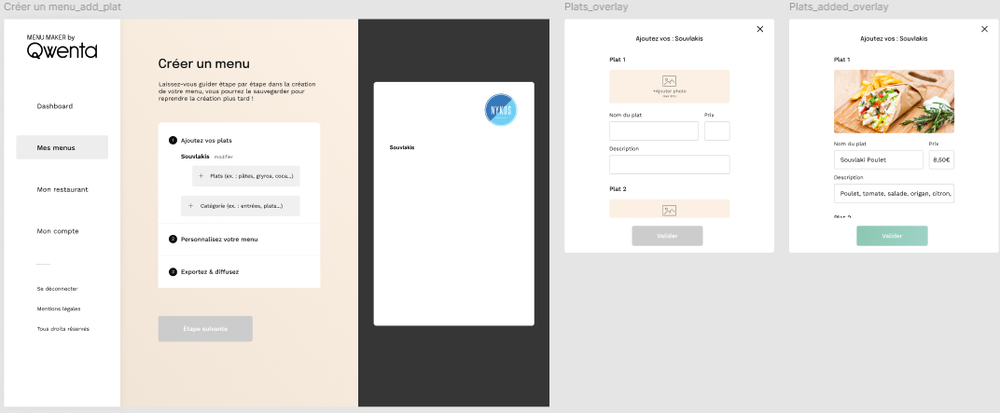 Créer un menu_add_plat
MENU MAKER by
Qwenta
Dashboard
Mes menus
Mon restaurant
Mon compte
Se déconnecter
Mentions légales
Tous droits réservés
Créer un menu
Laissez-vous guider étape par étape dans la création
de votre menu, vous pourrez le sauvegarder pour
reprendre la création plus tard !
1 Ajoutez vos plats
Souvlakis modifier
+ Plats (ex. : pâtes, gryros, coca...)
+ Catégorie (ex. : entrées, plats...)
2 Personnalisez votre menu
3 Exportez & diffusez
Étape suivante
NYKOS
Souvlakis
Plats_overlay
Ajoutez vos : Souvlakis
Plat 1
+Ajouter photo
Nom du plat
Prix
Description
Plat 2
Valider
Plats_added_overlay
Ajoutez vos : Souvlakis
Plat 1
Nom du plat
Prix
Souvlaki Poulet
8,50€
Description
Poulet, tomate, salade, origan, citron,
Plat 2
Valider